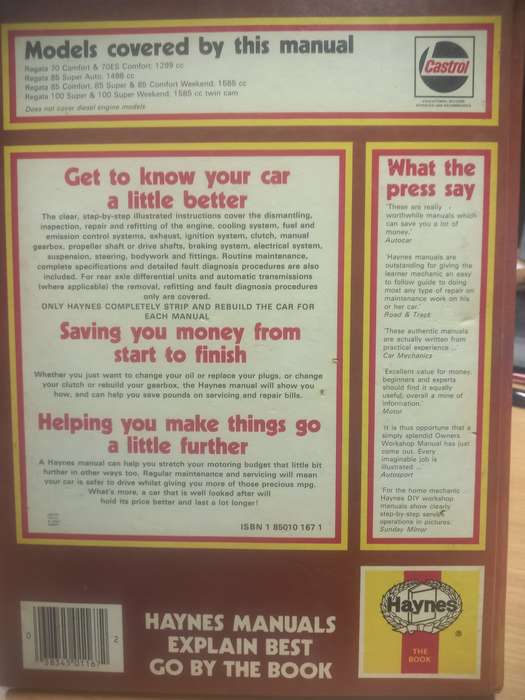 Models covered by this manual
Regata 70 Comfort & 70ES Comfort; 1299 cc
Regata 85 Super Auto; 1498 cc
Regata 85 Comfort, 85 Super & 85 Comfort Weekend; 1585 cc
Regata 100 Super & 100 Super Weekend; 1585 cc twin cam
Does not cover diesel engine models
Castrol
Get to know your car
a little better
The clear, step-by-step illustrated instructions cover the dismantling,
inspection, repair and refitting of the engine, cooling system, fuel and
emission control systems, exhaust, ignition system, clutch, manual
gearbox, propeller shaft or drive shafts, braking system, electrical system,
suspension, steering, bodywork and fittings. Routine maintenance,
complete specifications and detailed fault diagnosis procedures are also
included. For rear axle differential units and automatic transmissions
(where applicable) the removal, refitting and fault diagnosis procedures
only are covered.
ONLY HAYNES COMPLETELY STRIP AND REBUILD THE CAR FOR
EACH MANUAL
Saving you money from
start to finish
Whether you just want to change your oil or replace your plugs, or change
your clutch or rebuild your gearbox, the Haynes manual will show you
how, and can help you save pounds on servicing and repair bills.
Helping you make things go
a little further
A Haynes manual can help you stretch your motoring budget that little bit
further in other ways too. Regular maintenance and servicing will mean
your car is safer to drive whilst giving you more of those precious mpg.
What's more, a car that is well looked after will
hold its price better and last a lot longer!
ISBN 1 85010 167 1
What the
press say
'These are really
worthwhile manuals which
can save you a lot of
money.'
Autocar
'Haynes manuals are
outstanding for giving the
learner mechanic an easy
to follow guide to doing
most any type of repair or
maintenance work on his
or her car.'
Road & Track
'These authentic manuals
are actually written from
practical experience ...'
Car Mechanics
'Excellent value for money,
beginners and experts
should find it equally
useful; overall a mine of
information.'
Motor
'It is thus opportune that a
simply splendid Owners
Workshop Manual has just
come out. Every
imaginable job is
illustrated ...'
Autosport
'For the home mechanic
Haynes DIY workshop
manuals show clearly
step-by-step service
operations in pictures.'
Sunday Mirror
0
2
38345 01167
HAYNES MANUALS
EXPLAIN BEST
GO BY THE BOOK
Haynes
®
THE
BOOK